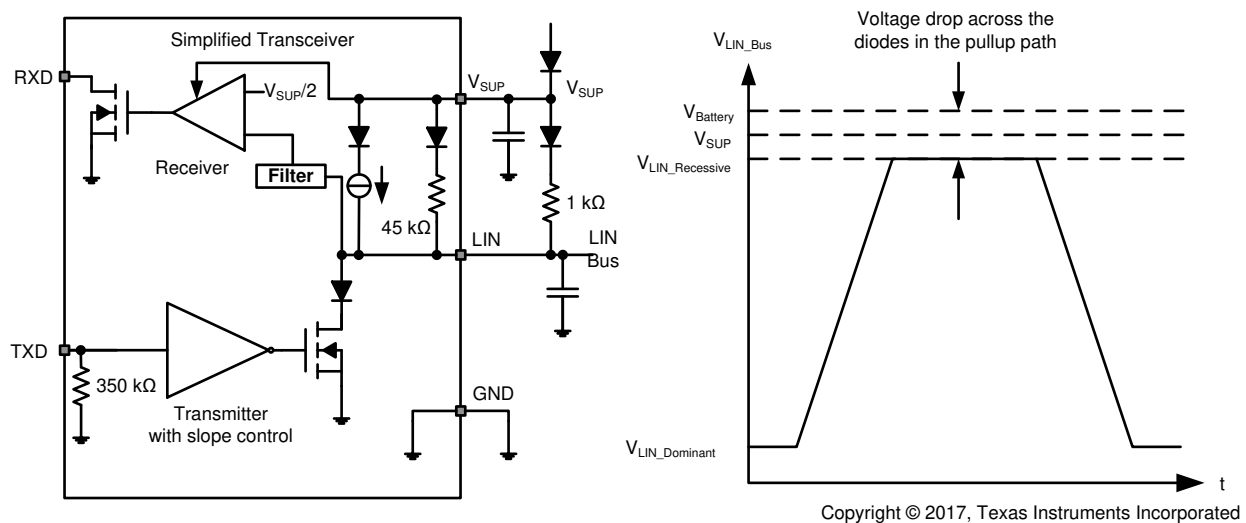 Simplified Transceiver
RXD
V_SUP/2
V_SUP
V_SUP
Receiver
Filter
45 kΩ
1 kΩ
LIN
LIN
Bus
TXD
350 kΩ
Transmitter
with slope control
GND
Voltage drop across the
diodes in the pullup path
V_LIN_Bus
V_Battery
V_SUP
V_LIN_Recessive
V_LIN_Dominant
t
Copyright © 2017, Texas Instruments Incorporated